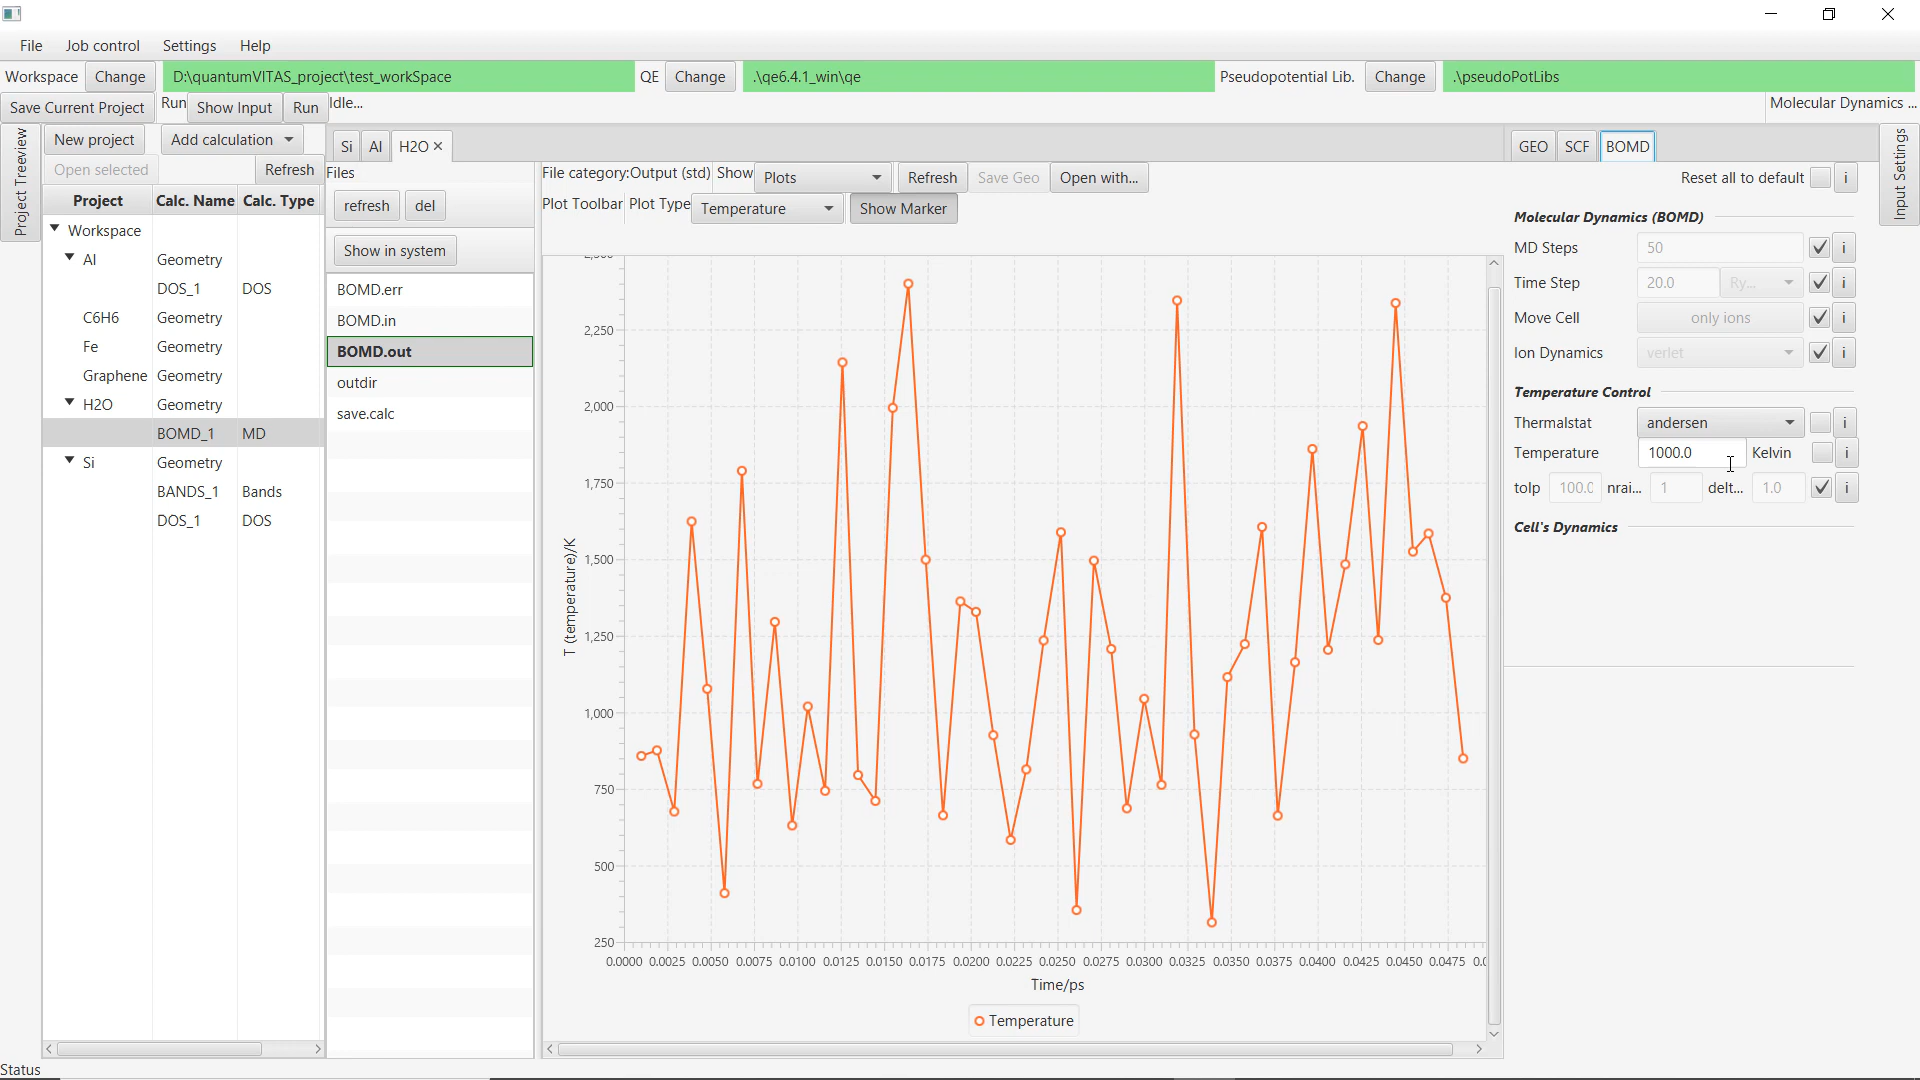 File Job control Settings Help
Workspace Change D:\quantumVITAS_project\test_workSpace QE Change .\qe6.4.1_win\qe Pseudopotential Lib. Change .\pseudoPotLibs
Save Current Project Run Show Input Run Idle... Molecular Dynamics ...
Project Treeview
New project Add calculation
Open selected Refresh
Project Calc. Name Calc. Type
Workspace
Al Geometry
DOS_1 DOS
C6H6 Geometry
Fe Geometry
Graphene Geometry
H2O Geometry
BOMD_1 MD
Si Geometry
BANDS_1 Bands
DOS_1 DOS
Si Al H2O
Files
refresh del
Show in system
BOMD.err
BOMD.in
BOMD.out
outdir
save.calc
File category:Output (std) Show Plots Refresh Save Geo Open with...
Plot Toolbar Plot Type Temperature Show Marker
2,250
2,000
1,750
1,500
1,250
1,000
750
500
250
T (temperature)/K
0.0000 0.0025 0.0050 0.0075 0.0100 0.0125 0.0150 0.0175 0.0200 0.0225 0.0250 0.0275 0.0300 0.0325 0.0350 0.0375 0.0400 0.0425 0.0450 0.0475
Time/ps
Temperature
GEO SCF BOMD
Reset all to default i
Molecular Dynamics (BOMD)
MD Steps 50 i
Time Step 20.0 Ry... i
Move Cell only ions i
Ion Dynamics verlet i
Temperature Control
Thermalstat andersen i
Temperature 1000.0 Kelvin i
tolp 100.0 nrai... 1 delt... 1.0 i
Cell's Dynamics
Input Settings
Status